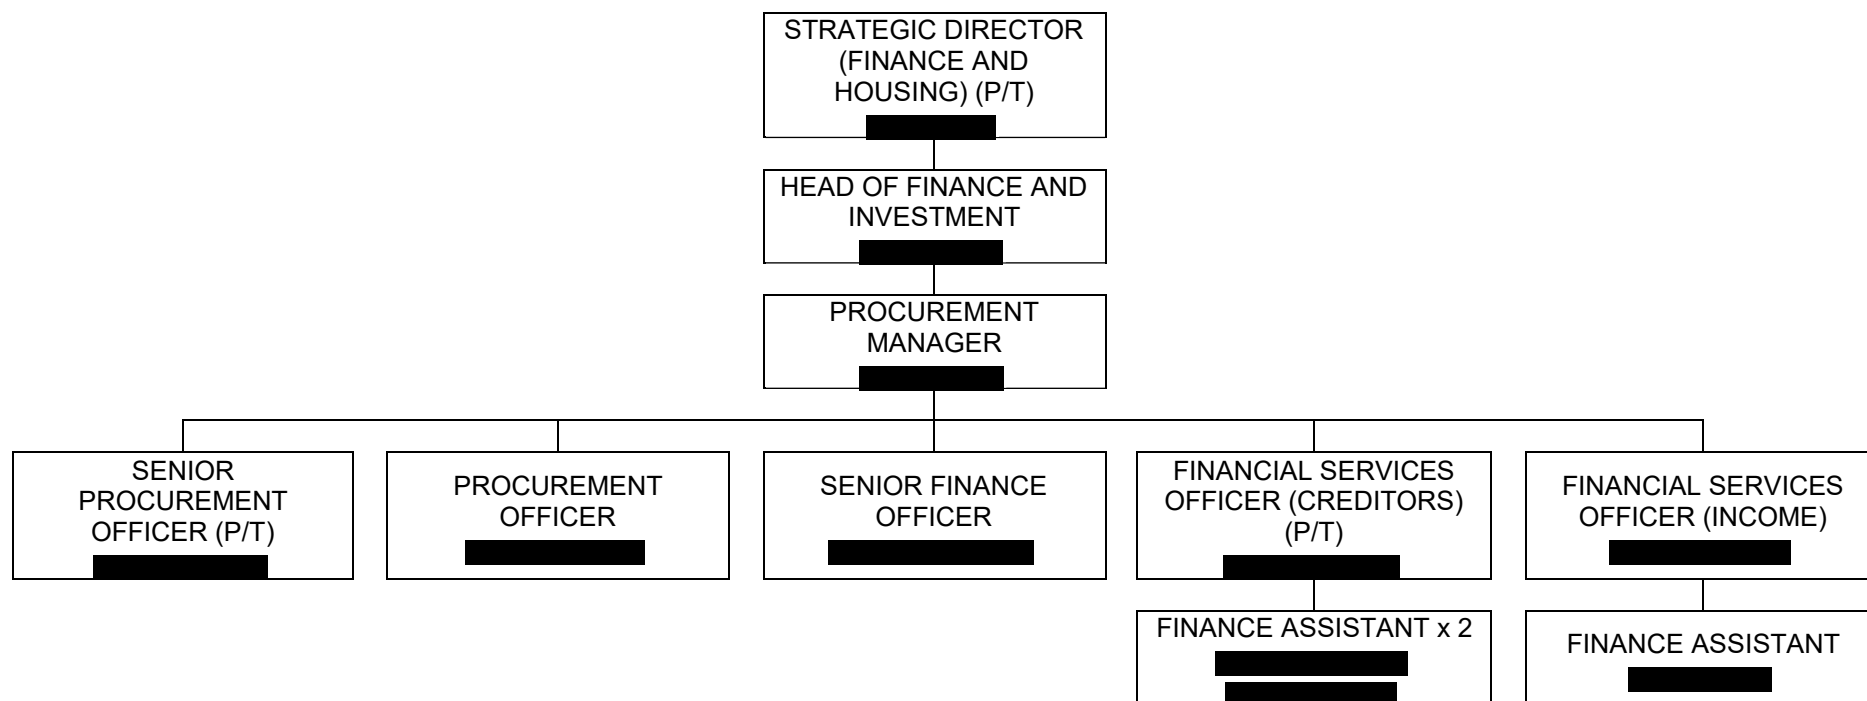 STRATEGIC DIRECTOR
(FINANCE AND
HOUSING) (P/T)
HEAD OF FINANCE AND
INVESTMENT
PROCUREMENT
MANAGER
SENIOR
PROCUREMENT
OFFICER (P/T)
PROCUREMENT
OFFICER
SENIOR FINANCE
OFFICER
FINANCIAL SERVICES
OFFICER (CREDITORS)
(P/T)
FINANCIAL SERVICES
OFFICER (INCOME)
FINANCE ASSISTANT x 2
FINANCE ASSISTANT